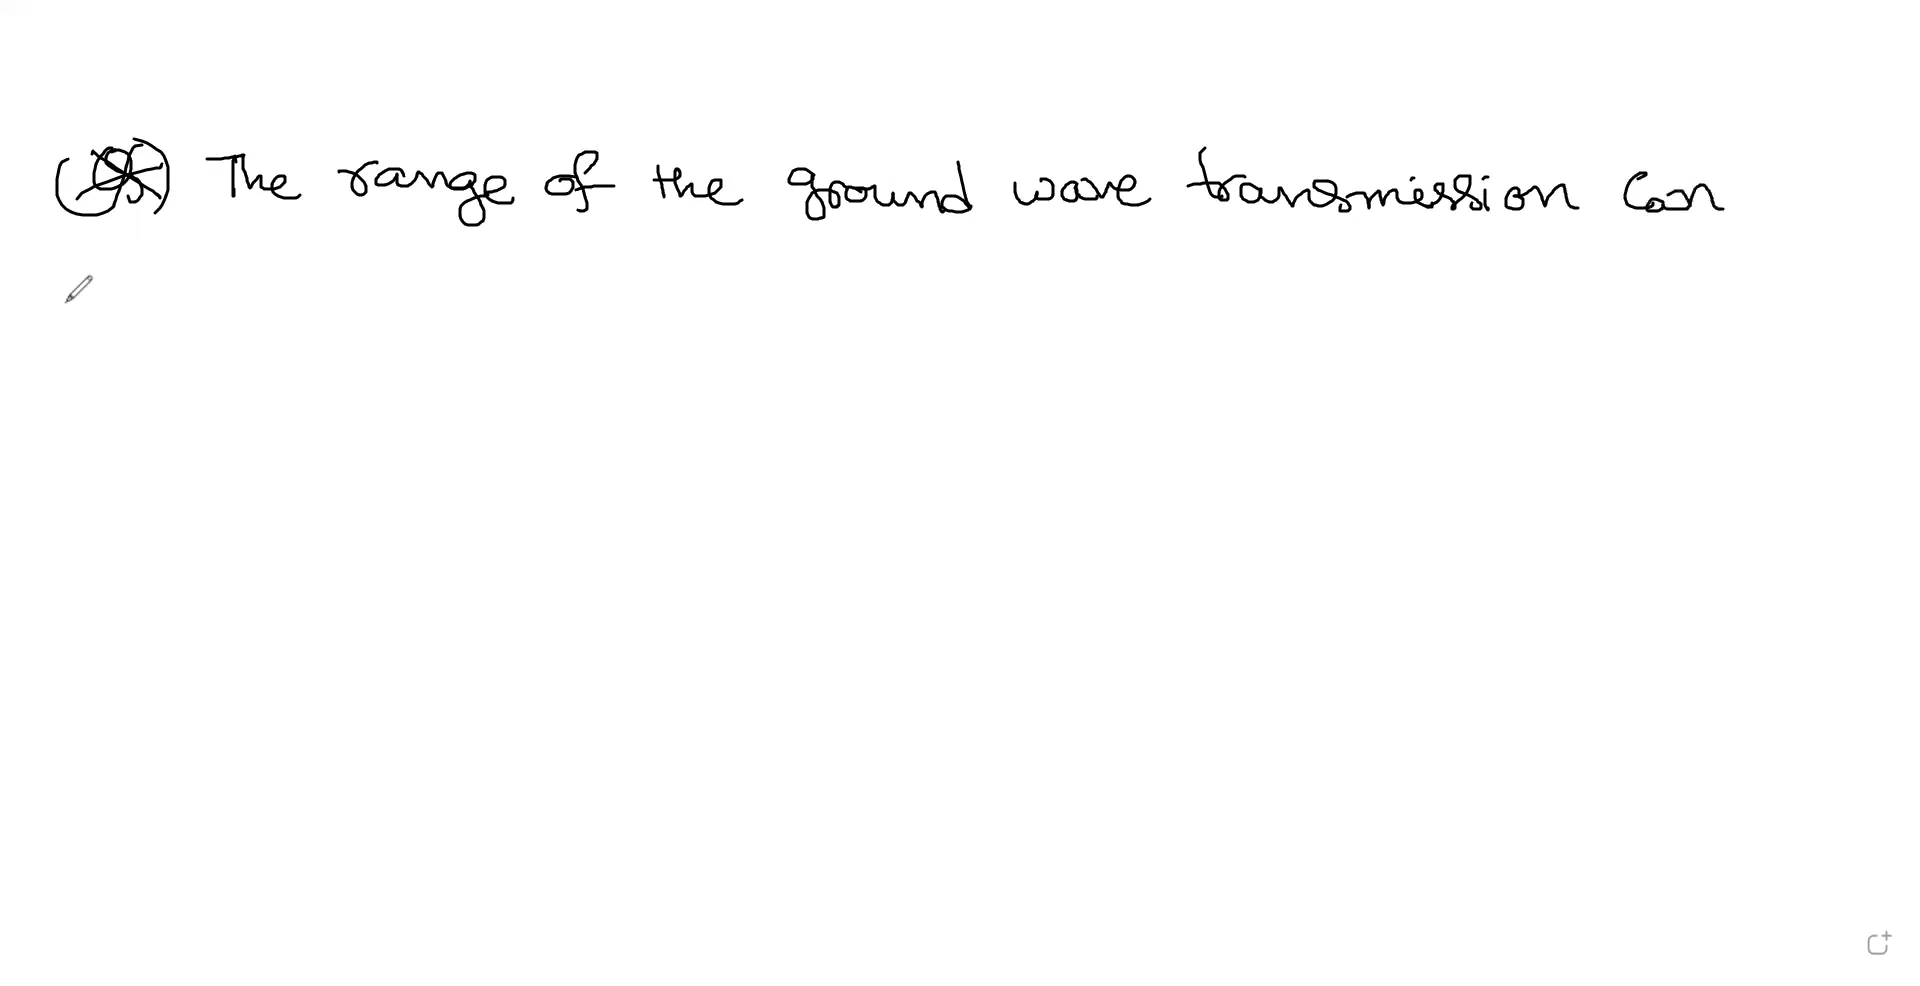 The range of the ground wave transmission can